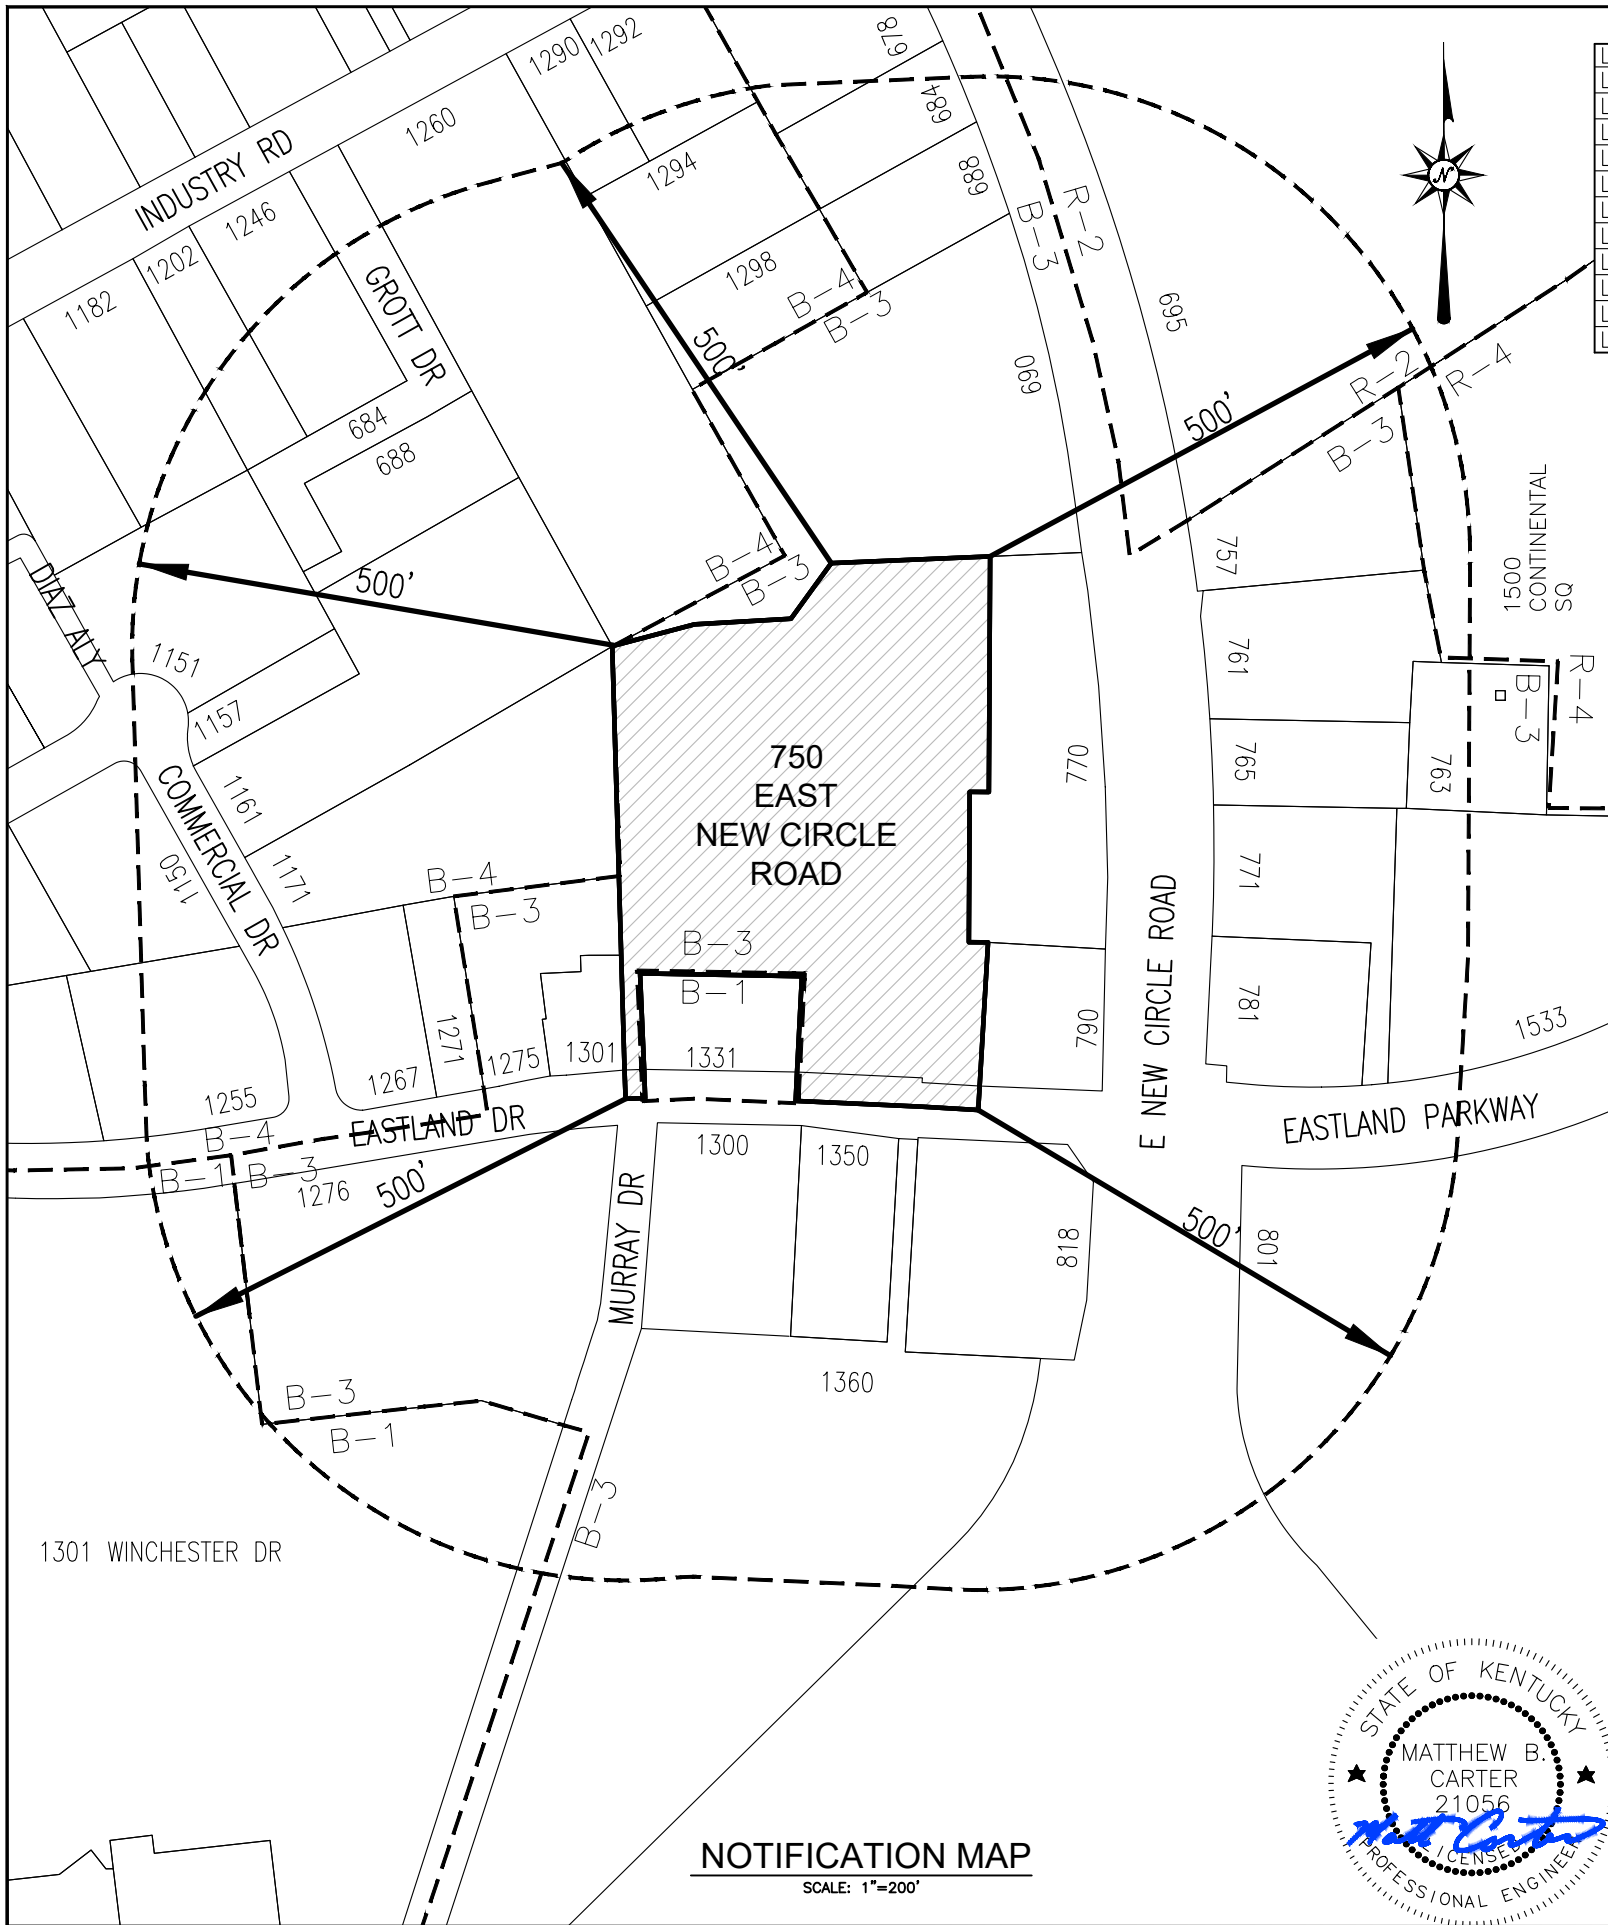 INDUSTRY RD
1290
1292
678
1260
684
1294
688
1246
1202
1182
GROTT DR
1298
B-4
B-3
B-3
R-2
N
695
690
500'
500'
R-2
R-4
B-3
684
688
1500
CONTINENTAL
SQ
757
B-4
B-3
500'
DIAZ ALY
1151
1157
761
R-4
B-3
763
765
770
750
EAST
NEW CIRCLE
ROAD
COMMERCIAL DR
1161
1150
1171
B-4
B-3
771
E NEW CIRCLE ROAD
B-3
B-1
781
790
1533
1271
1275
1301
1331
1267
1255
EASTLAND DR
EASTLAND PARKWAY
B-4
B-1
B-3
1276
500'
1300
1350
MURRAY DR
818
500'
801
1360
B-3
B-1
B-3
1301 WINCHESTER DR
STATE OF KENTUCKY
MATTHEW B.
CARTER
21056
Matt Carter
LICENSED
PROFESSIONAL ENGINEER
NOTIFICATION MAP
SCALE: 1"=200'